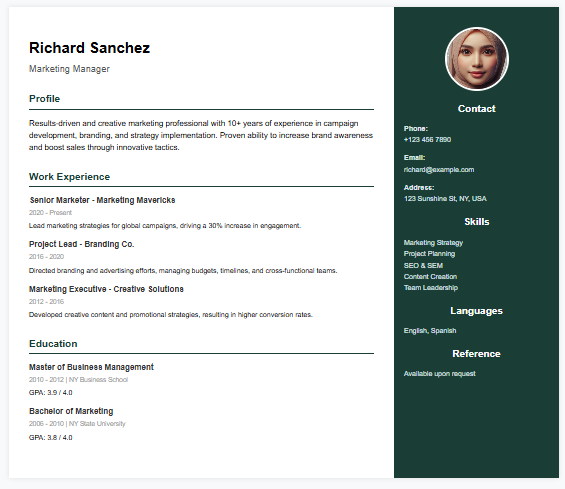 Richard Sanchez
Marketing Manager
Profile
Results-driven and creative marketing professional with 10+ years of experience in campaign
development, branding, and strategy implementation. Proven ability to increase brand awareness
and boost sales through innovative tactics.
Work Experience
Senior Marketer - Marketing Mavericks
2020 - Present
Lead marketing strategies for global campaigns, driving a 30% increase in engagement.
Project Lead - Branding Co.
2016 - 2020
Directed branding and advertising efforts, managing budgets, timelines, and cross-functional teams.
Marketing Executive - Creative Solutions
2012 - 2016
Developed creative content and promotional strategies, resulting in higher conversion rates.
Education
Master of Business Management
2010 - 2012 | NY Business School
GPA: 3.9 / 4.0
Bachelor of Marketing
2006 - 2010 | NY State University
GPA: 3.8 / 4.0
Contact
Phone:
+123 456 7890
Email:
richard@example.com
Address:
123 Sunshine St, NY, USA
Skills
Marketing Strategy
Project Planning
SEO & SEM
Content Creation
Team Leadership
Languages
English, Spanish
Reference
Available upon request